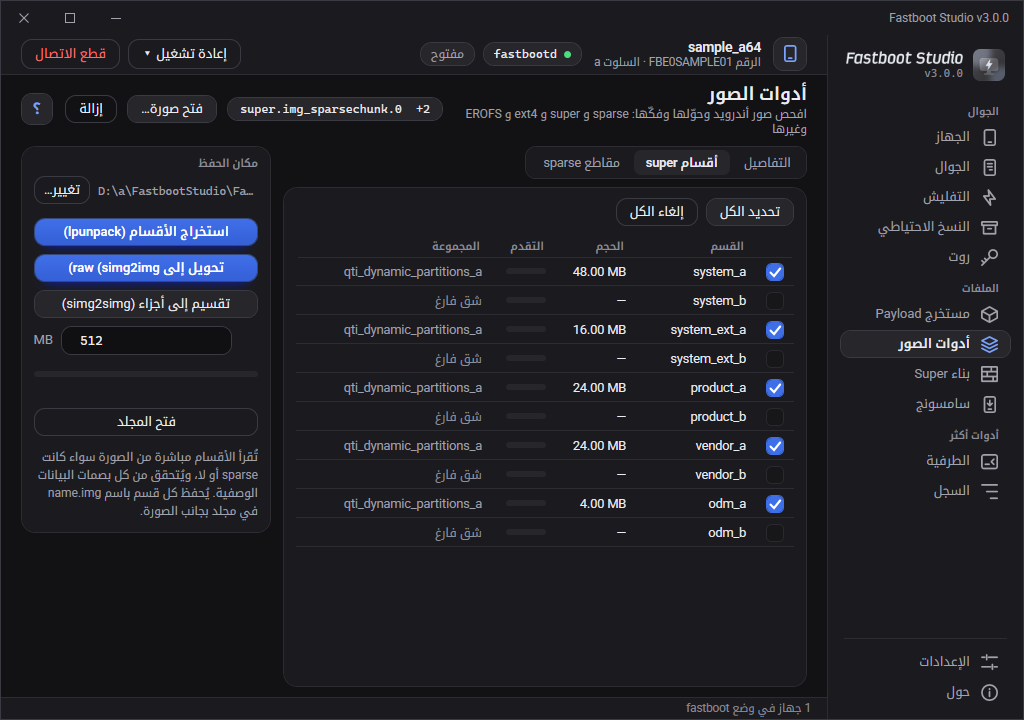 Fastboot Studio v3.0.0
Fastboot Studio
v3.0.0
الجوال
الجهاز
الجوال
التفليش
النسخ الاحتياطي
روت
الملفات
مستخرج Payload
أدوات الصور
بناء Super
سامسونج
أدوات أكثر
الطرفية
السجل
الإعدادات
حول
sample_a64
الرقم FBE0SAMPLE01 · السلوت a
fastbootd
مفتوح
إعادة تشغيل
قطع الاتصال
أدوات الصور
افحص صور أندرويد وحوّلها وفكّها: sparse و super و ext4 و EROFS
وغيرها
super.img_sparsechunk.0 +2
فتح صورة…
إزالة
؟
التفاصيل
أقسام super
مقاطع sparse
تحديد الكل
إلغاء الكل
القسم الحجم التقدم المجموعة
system_a 48.00 MB qti_dynamic_partitions_a
system_b — شق فارغ
system_ext_a 16.00 MB qti_dynamic_partitions_a
system_ext_b — شق فارغ
product_a 24.00 MB qti_dynamic_partitions_a
product_b — شق فارغ
vendor_a 24.00 MB qti_dynamic_partitions_a
vendor_b — شق فارغ
odm_a 4.00 MB qti_dynamic_partitions_a
odm_b — شق فارغ
مكان الحفظ
D:\a\FastbootStudio\Fa…
تغيير…
استخراج الأقسام (lpunpack)
تحويل إلى raw (simg2img)
تقسيم إلى أجزاء (simg2simg)
512 MB
فتح المجلد
تُقرأ الأقسام مباشرة من الصورة سواء كانت
sparse أو لا، ويُتحقق من كل بصمات البيانات
الوصفية. يُحفظ كل قسم باسم name.img
في مجلد بجانب الصورة.
1 جهاز في وضع fastboot